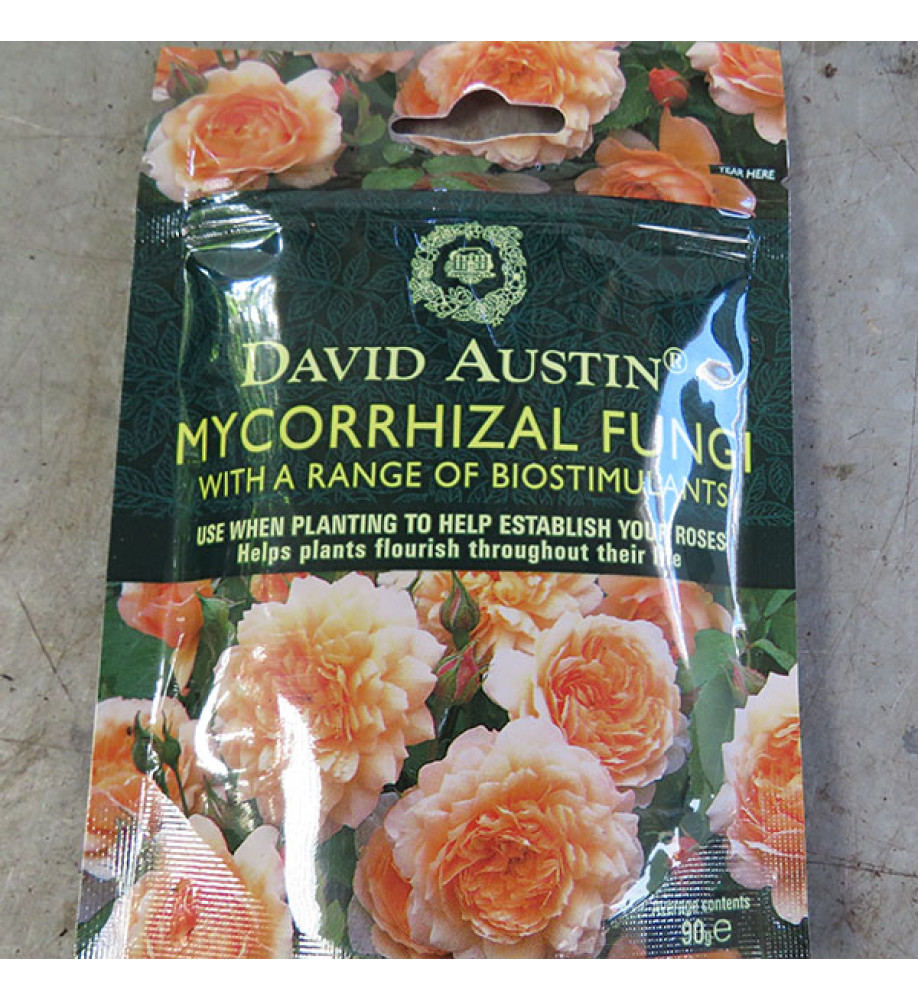 TEAR HERE
DAVID AUSTIN®
MYCORRHIZAL FUNGI
WITH A RANGE OF BIOSTIMULANTS
USE WHEN PLANTING TO HELP ESTABLISH YOUR ROSES
Helps plants flourish throughout their life
Average contents
90g℮